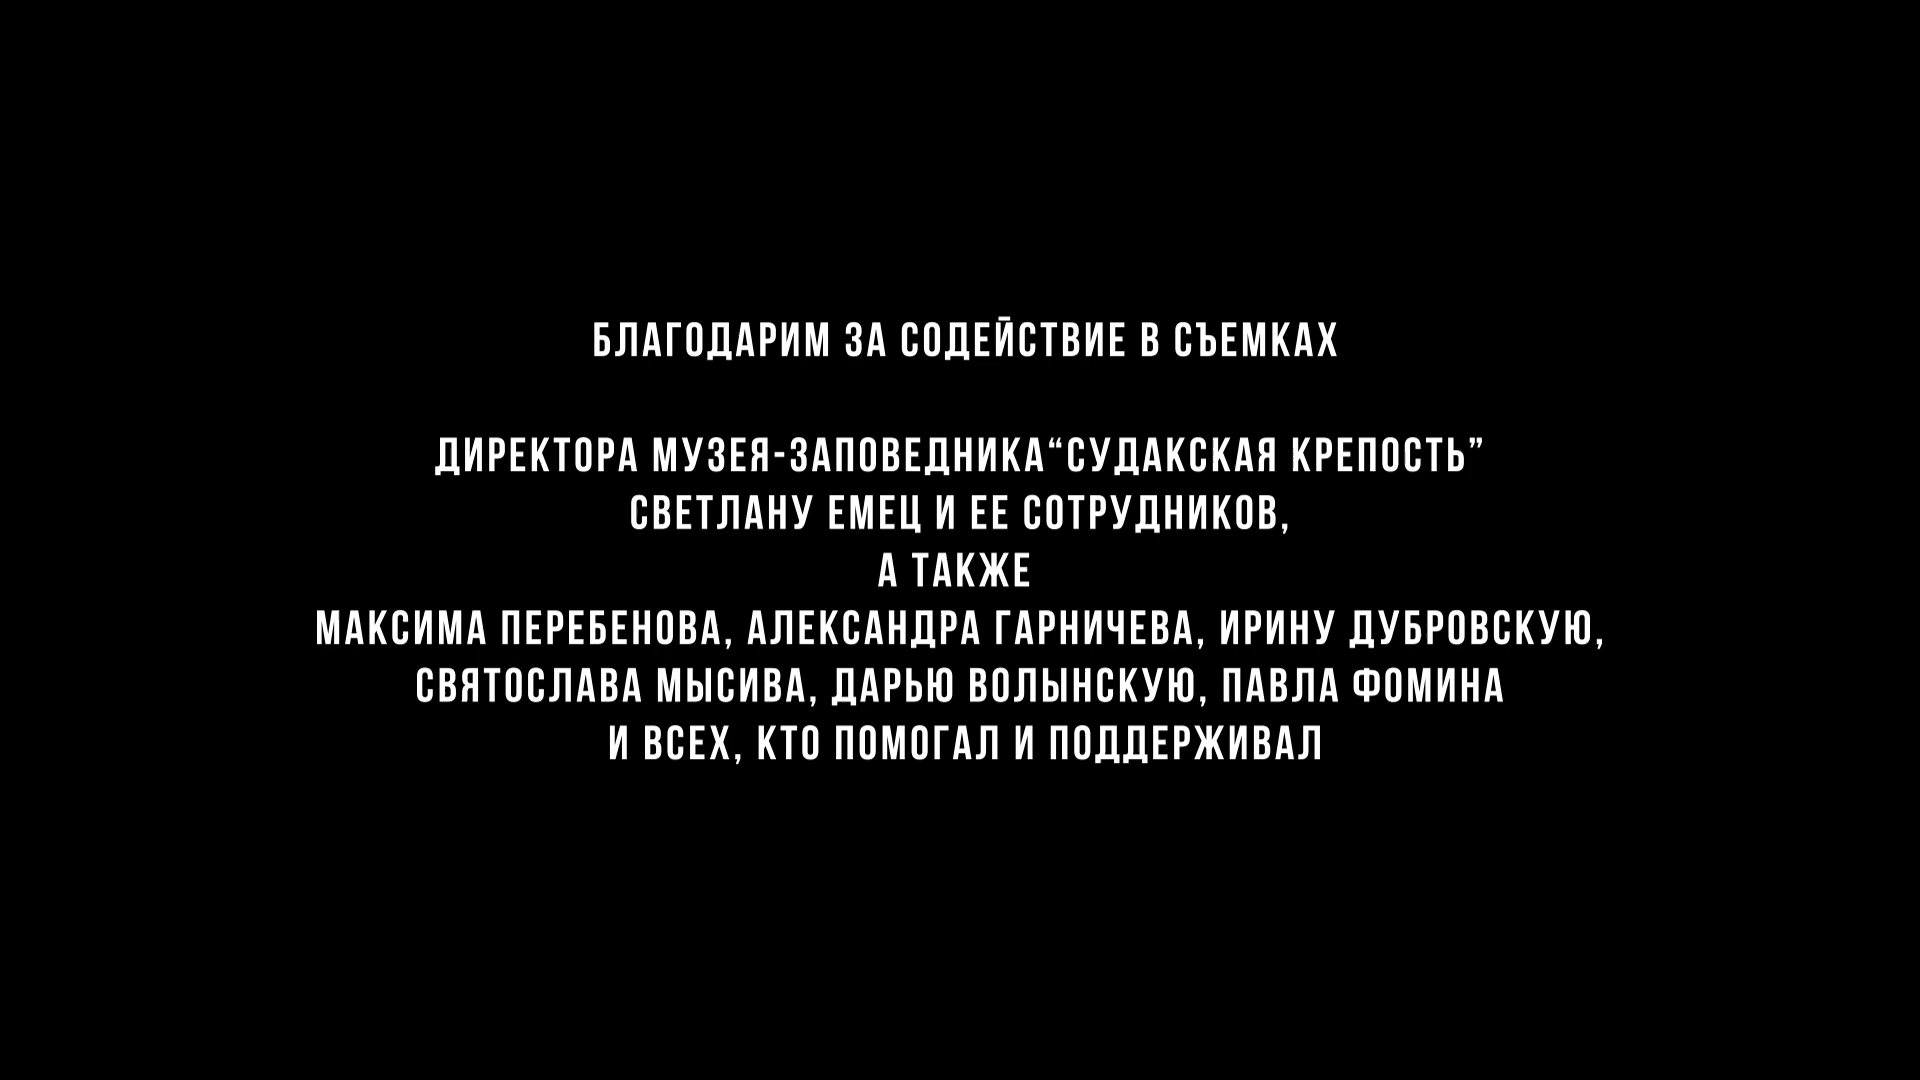 БЛАГОДАРИМ ЗА СОДЕЙСТВИЕ В СЪЕМКАХ
ДИРЕКТОРА МУЗЕЯ-ЗАПОВЕДНИКА“СУДАКСКАЯ КРЕПОСТЬ”
СВЕТЛАНУ ЕМЕЦ И ЕЕ СОТРУДНИКОВ,
А ТАКЖЕ
МАКСИМА ПЕРЕБЕНОВА, АЛЕКСАНДРА ГАРНИЧЕВА, ИРИНУ ДУБРОВСКУЮ,
СВЯТОСЛАВА МЫСИВА, ДАРЬЮ ВОЛЫНСКУЮ, ПАВЛА ФОМИНА
И ВСЕХ, КТО ПОМОГАЛ И ПОДДЕРЖИВАЛ